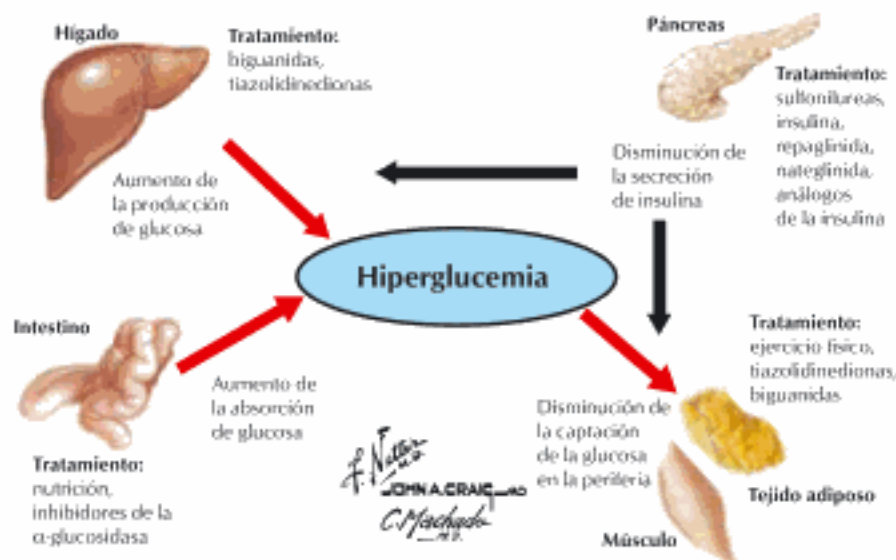 Hígado
Tratamiento:
biguanidas,
tiazolidinedionas
Aumento de
la producción
de glucosa
Páncreas
Tratamiento:
sulfonilureas,
insulina,
repaglinida,
nateglinida,
análogos
de la insulina
Disminución de
la secreción
de insulina
Hiperglucemia
Intestino
Aumento de
la absorción
de glucosa
Tratamiento:
nutrición,
inhibidores de la
α-glucosidasa
Tratamiento:
ejercicio físico,
tiazolidinedionas,
biguanidas
Disminución de
la captación
de la glucosa
en la periferia
Tejido adiposo
Músculo
F. Netter
M.D.
JOHN A. CRAIG MD
C. Machado
M.D.